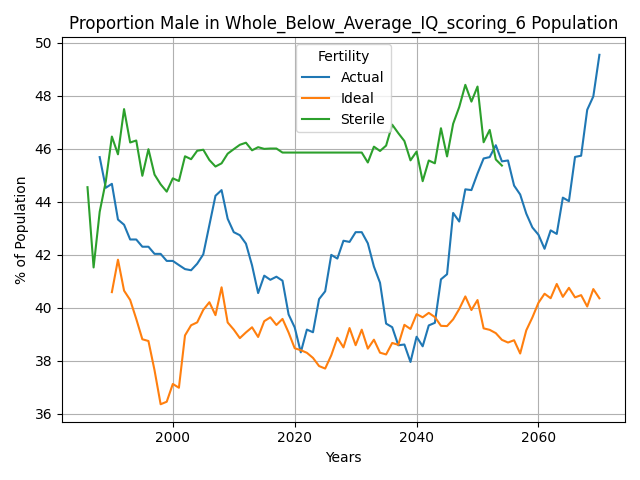 Proportion Male in Whole_Below_Average_IQ_scoring_6 Population
Fertility
Actual
Ideal
Sterile
% of Population
50
48
46
44
42
40
38
36
2000
2020
2040
2060
Years